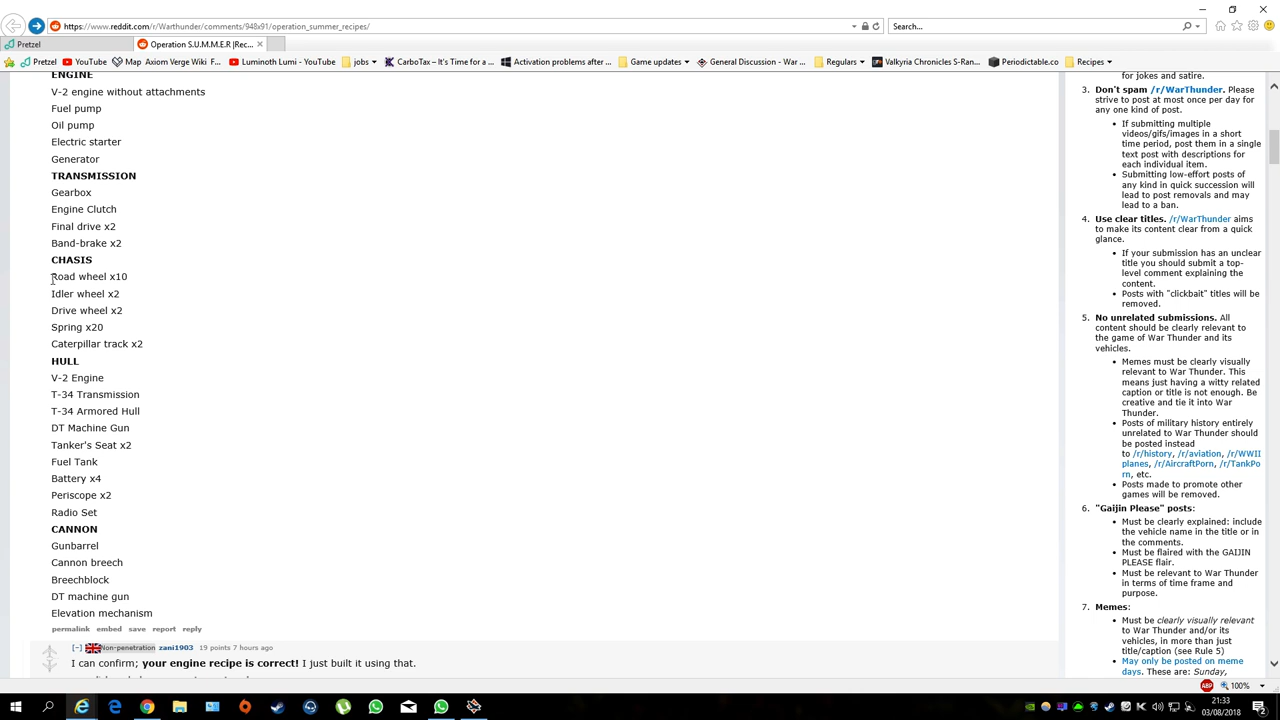 https://www.reddit.com/r/Warthunder/comments/948x91/operation_summer_recipes/
Search...
Pretzel
Operation S.U.M.M.E.R |Rec...
Pretzel
YouTube
Map
Axiom Verge Wiki F...
Luminoth Lumi - YouTube
jobs
CarboTax – It's Time for a ...
Activation problems after ...
Game updates
General Discussion - War ...
Regulars
Valkyria Chronicles S-Ran...
Periodictable.co
Recipes
ENGINE
V-2 engine without attachments
Fuel pump
Oil pump
Electric starter
Generator
TRANSMISSION
Gearbox
Engine Clutch
Final drive x2
Band-brake x2
CHASIS
Road wheel x10
Idler wheel x2
Drive wheel x2
Spring x20
Caterpillar track x2
HULL
V-2 Engine
T-34 Transmission
T-34 Armored Hull
DT Machine Gun
Tanker's Seat x2
Fuel Tank
Battery x4
Periscope x2
Radio Set
CANNON
Gunbarrel
Cannon breech
Breechblock
DT machine gun
Elevation mechanism
permalink embed save report reply
[–] Non-penetration zani1903 19 points 7 hours ago
I can confirm; your engine recipe is correct! I just built it using that.
for jokes and satire.
3. Don't spam /r/WarThunder. Please
strive to post at most once per day for
any one kind of post.
• If submitting multiple
videos/gifs/images in a short
time period, post them in a single
text post with descriptions for
each individual item.
• Submitting low-effort posts of
any kind in quick succession will
lead to post removals and may
lead to a ban.
4. Use clear titles. /r/WarThunder aims
to make its content clear from a quick
glance.
• If your submission has an unclear
title you should submit a top-
level comment explaining the
content.
• Posts with "clickbait" titles will be
removed.
5. No unrelated submissions. All
content should be clearly relevant to
the game of War Thunder and its
vehicles.
• Memes must be clearly visually
relevant to War Thunder. This
means just having a witty related
caption or title is not enough. Be
creative and tie it into War
Thunder.
• Posts of military history entirely
unrelated to War Thunder should
be posted instead
to /r/history, /r/aviation, /r/WWII
planes, /r/AircraftPorn, /r/TankPo
rn, etc.
• Posts made to promote other
games will be removed.
6. "Gaijin Please" posts:
• Must be clearly explained: include
the vehicle name in the title or in
the comments.
• Must be flaired with the GAIJIN
PLEASE flair.
• Must be relevant to War Thunder
in terms of time frame and
purpose.
7. Memes:
• Must be clearly visually relevant
to War Thunder and/or its
vehicles, in more than just
title/caption (see Rule 5)
• May only be posted on meme
days. These are: Sunday,
ABP
100%
21:33
03/08/2018
2